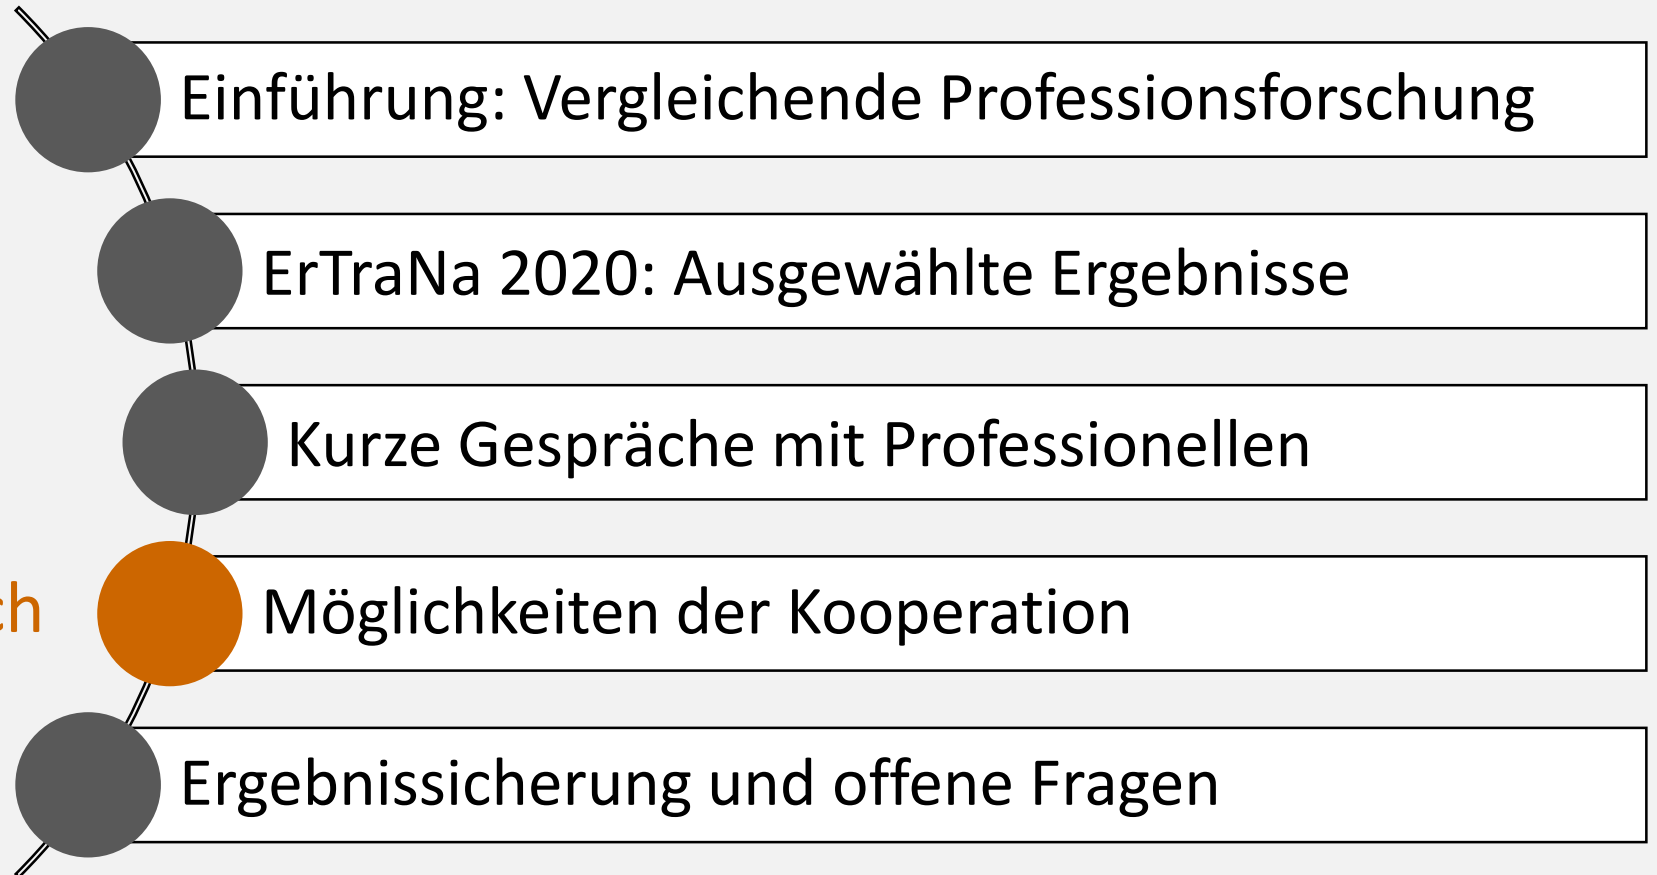 Einführung: Vergleichende Professionsforschung
ErTraNa 2020: Ausgewählte Ergebnisse
Kurze Gespräche mit Professionellen
Möglichkeiten der Kooperation
Ergebnissicherung und offene Fragen